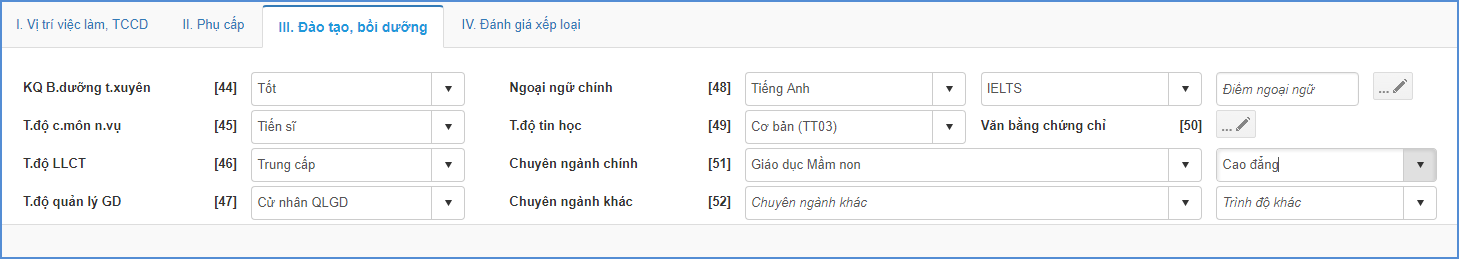 I. Vị trí việc làm, TCCD II. Phụ cấp III. Đào tạo, bồi dưỡng IV. Đánh giá xếp loại
KQ B.dưỡng t.xuyên [44] Tốt Ngoại ngữ chính [48] Tiếng Anh IELTS Điểm ngoại ngữ ...
T.độ c.môn n.vụ [45] Tiến sĩ T.độ tin học [49] Cơ bản (TT03) Văn bằng chứng chỉ [50] ...
T.độ LLCT [46] Trung cấp Chuyên ngành chính [51] Giáo dục Mầm non Cao đẳng
T.độ quản lý GD [47] Cử nhân QLGD Chuyên ngành khác [52] Chuyên ngành khác Trình độ khác